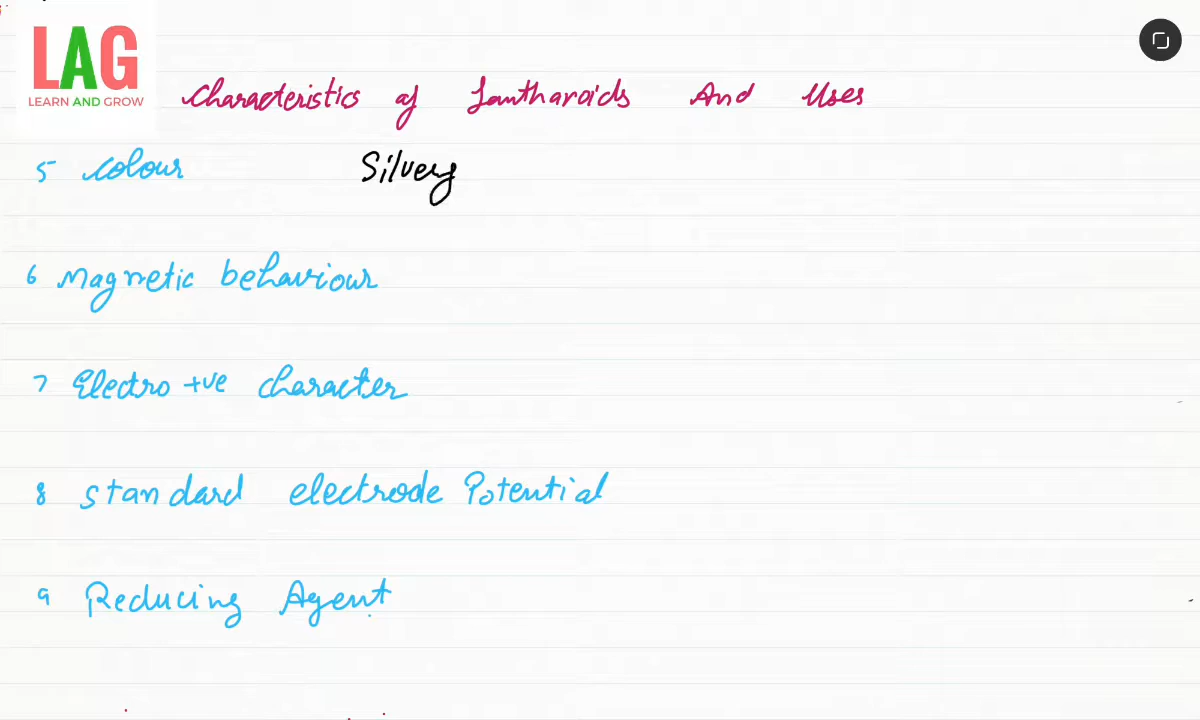 LAG
LEARN AND GROW
Characteristics of Lantharoids And Uses
5 Colour Silvery
6 Magnetic behaviour
7 Electro +ve character
8 Standard electrode Potential
9 Reducing Agent